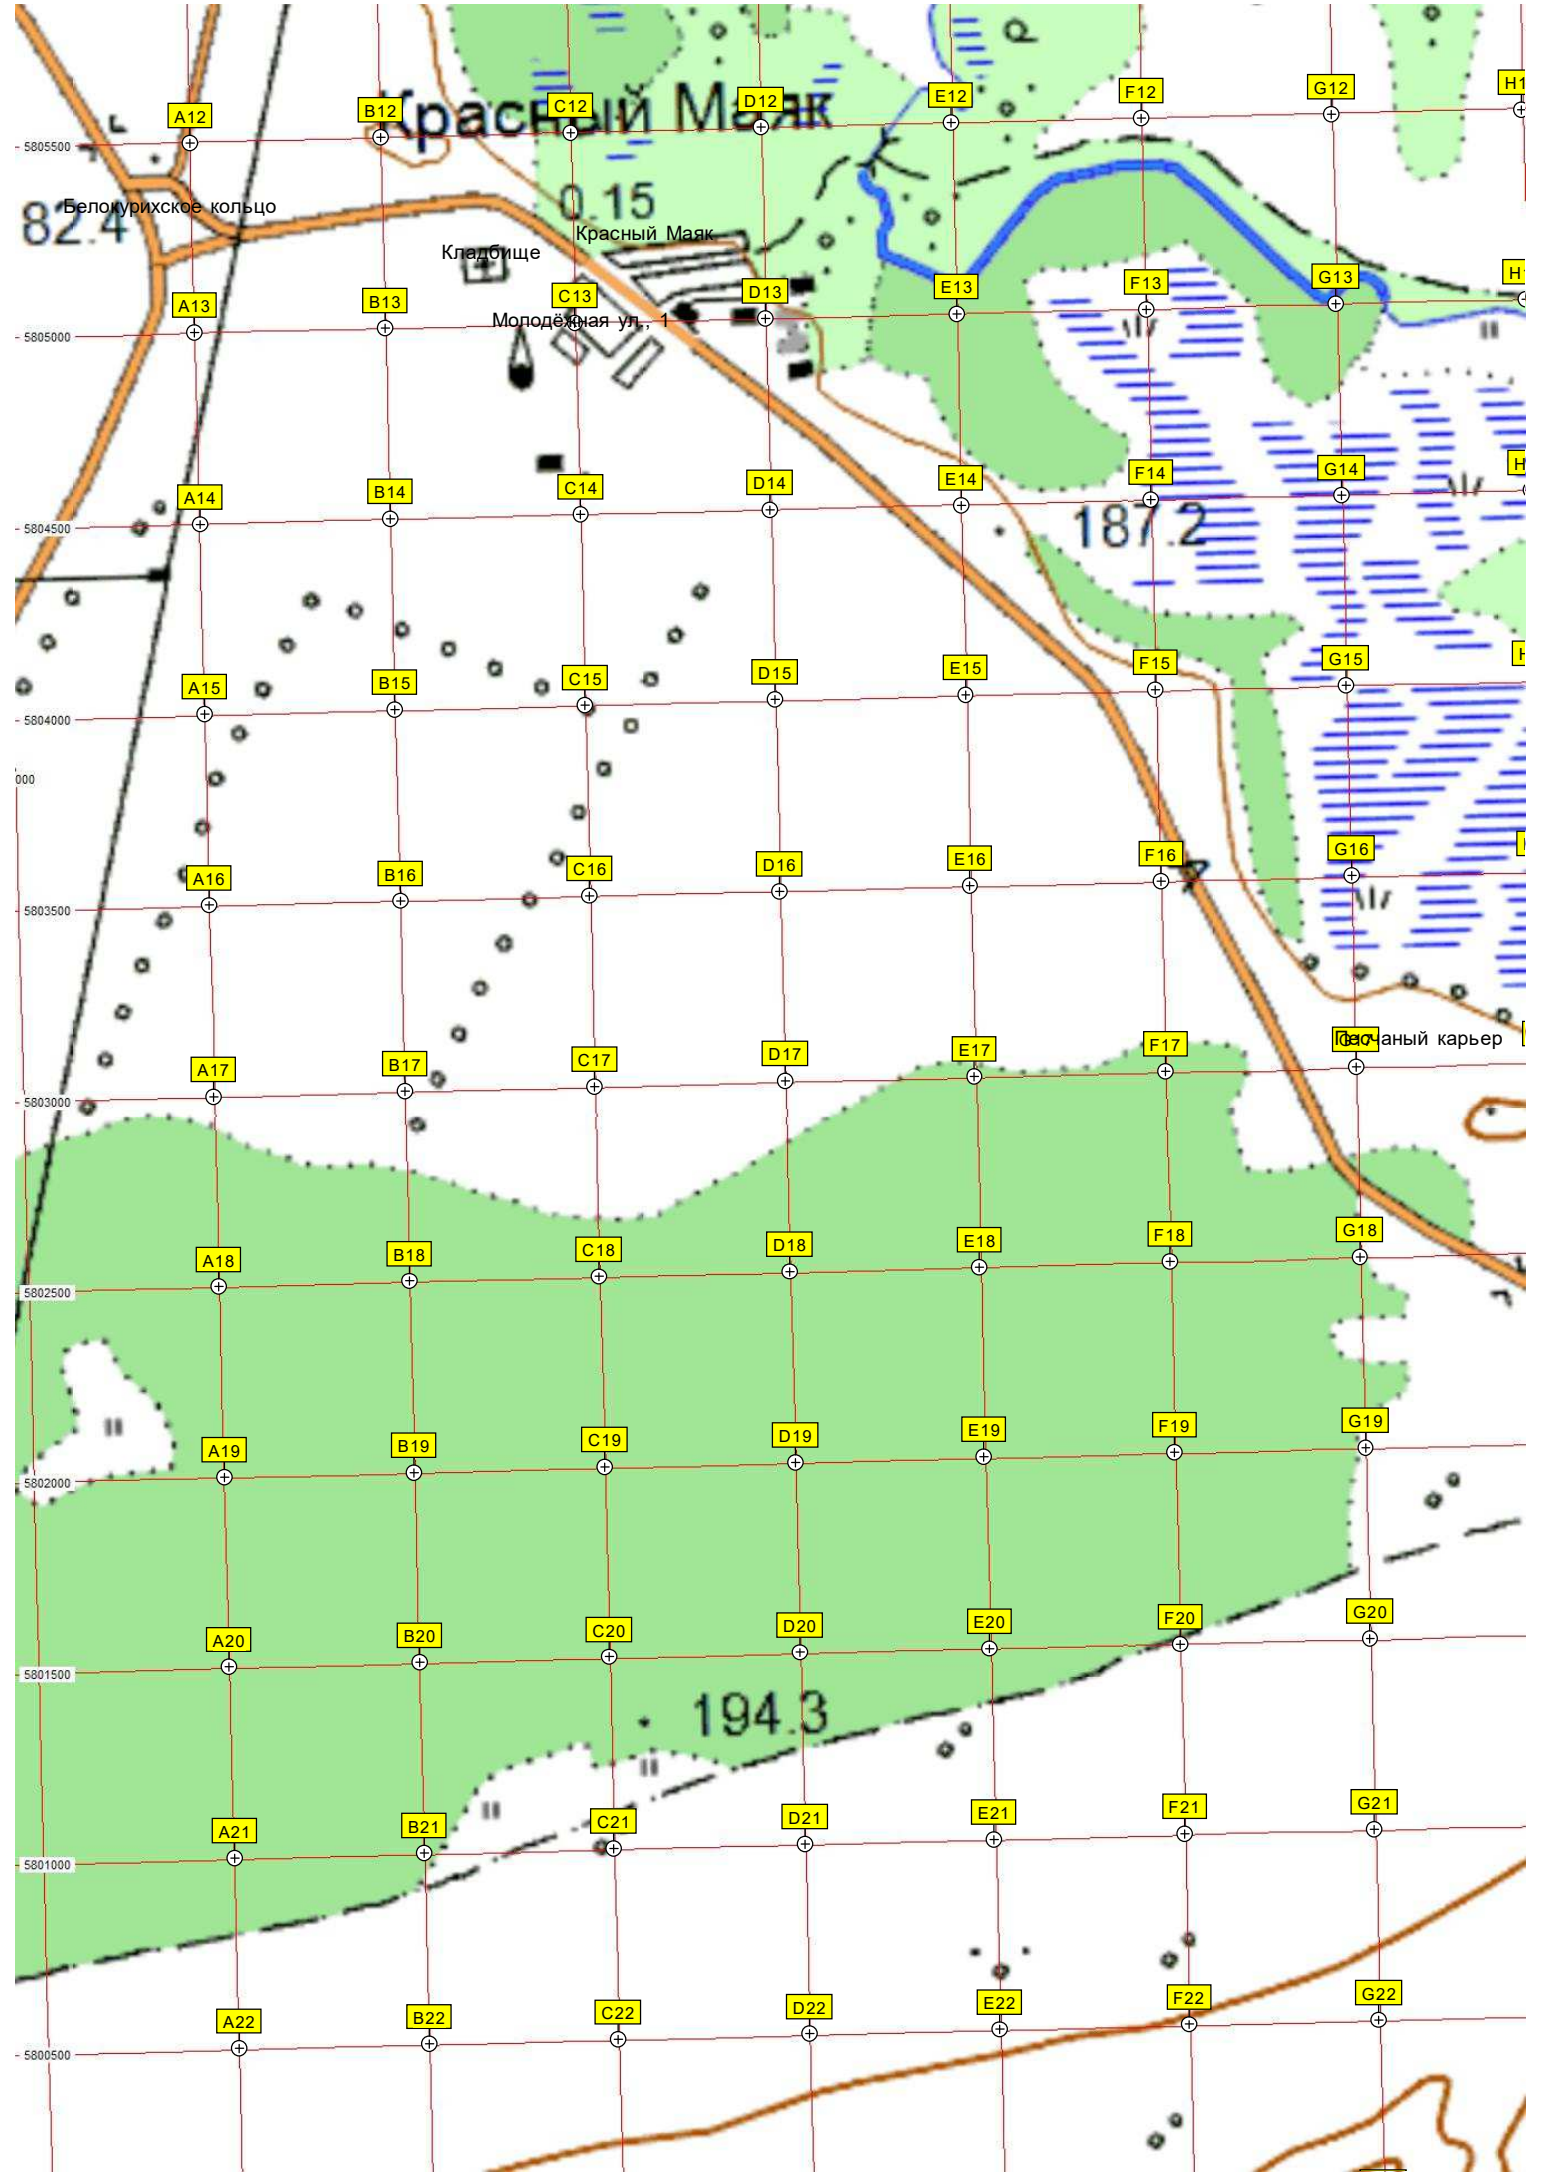 A12 B12 C12 D12 E12 F12 G12
Красный Маяк
5805500
Белокурихское кольцо
82.4
0.15
Красный Маяк
Кладбище
A13 B13 C13 D13 E13 F13 G13
Молодёжная ул., 1
5805000
A14 B14 C14 D14 E14 F14 G14
5804500
187.2
A15 B15 C15 D15 E15 F15 G15
5804000
000
A16 B16 C16 D16 E16 F16 G16
5803500
Песчаный карьер
A17 B17 C17 D17 E17 F17 G17
5803000
A18 B18 C18 D18 E18 F18 G18
5802500
A19 B19 C19 D19 E19 F19 G19
5802000
A20 B20 C20 D20 E20 F20 G20
5801500
194.3
A21 B21 C21 D21 E21 F21 G21
5801000
A22 B22 C22 D22 E22 F22 G22
5800500